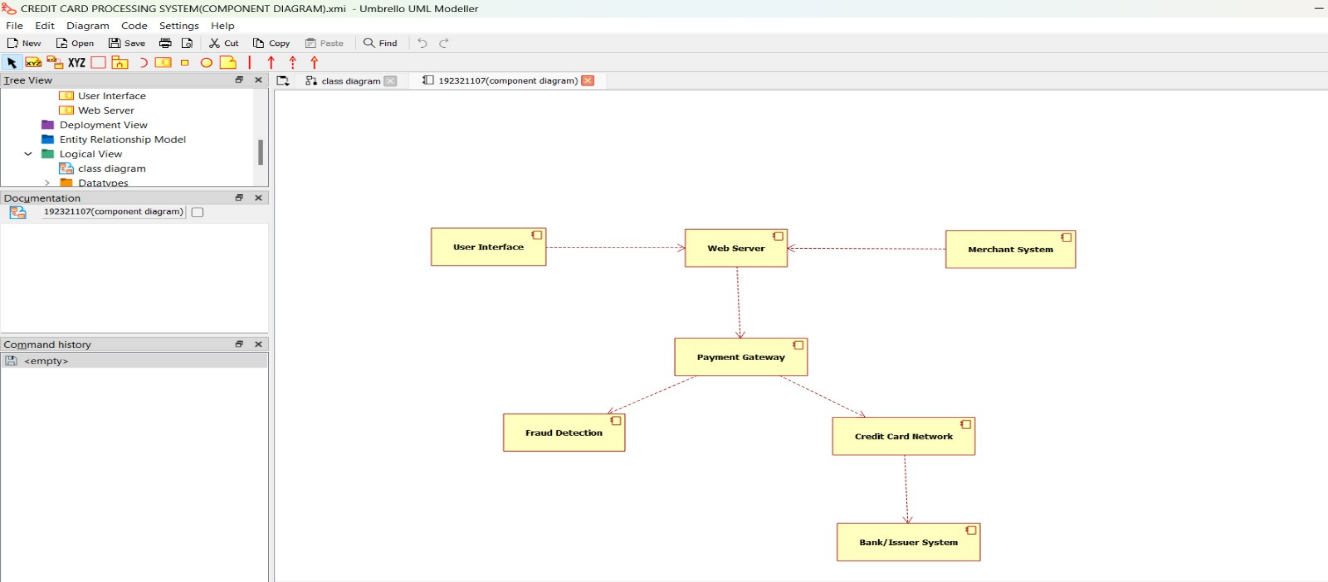 CREDIT CARD PROCESSING SYSTEM(COMPONENT DIAGRAM).xmi - Umbrello UML Modeller
File Edit Diagram Code Settings Help
New Open Save Cut Copy Paste Find
XYZ
Tree View
User Interface
Web Server
Deployment View
Entity Relationship Model
Logical View
class diagram
Datatypes
Documentation
192321107(component diagram)
Command history
<empty>
class diagram 192321107(component diagram)
User Interface
Web Server
Merchant System
Payment Gateway
Fraud Detection
Credit Card Network
Bank/Issuer System